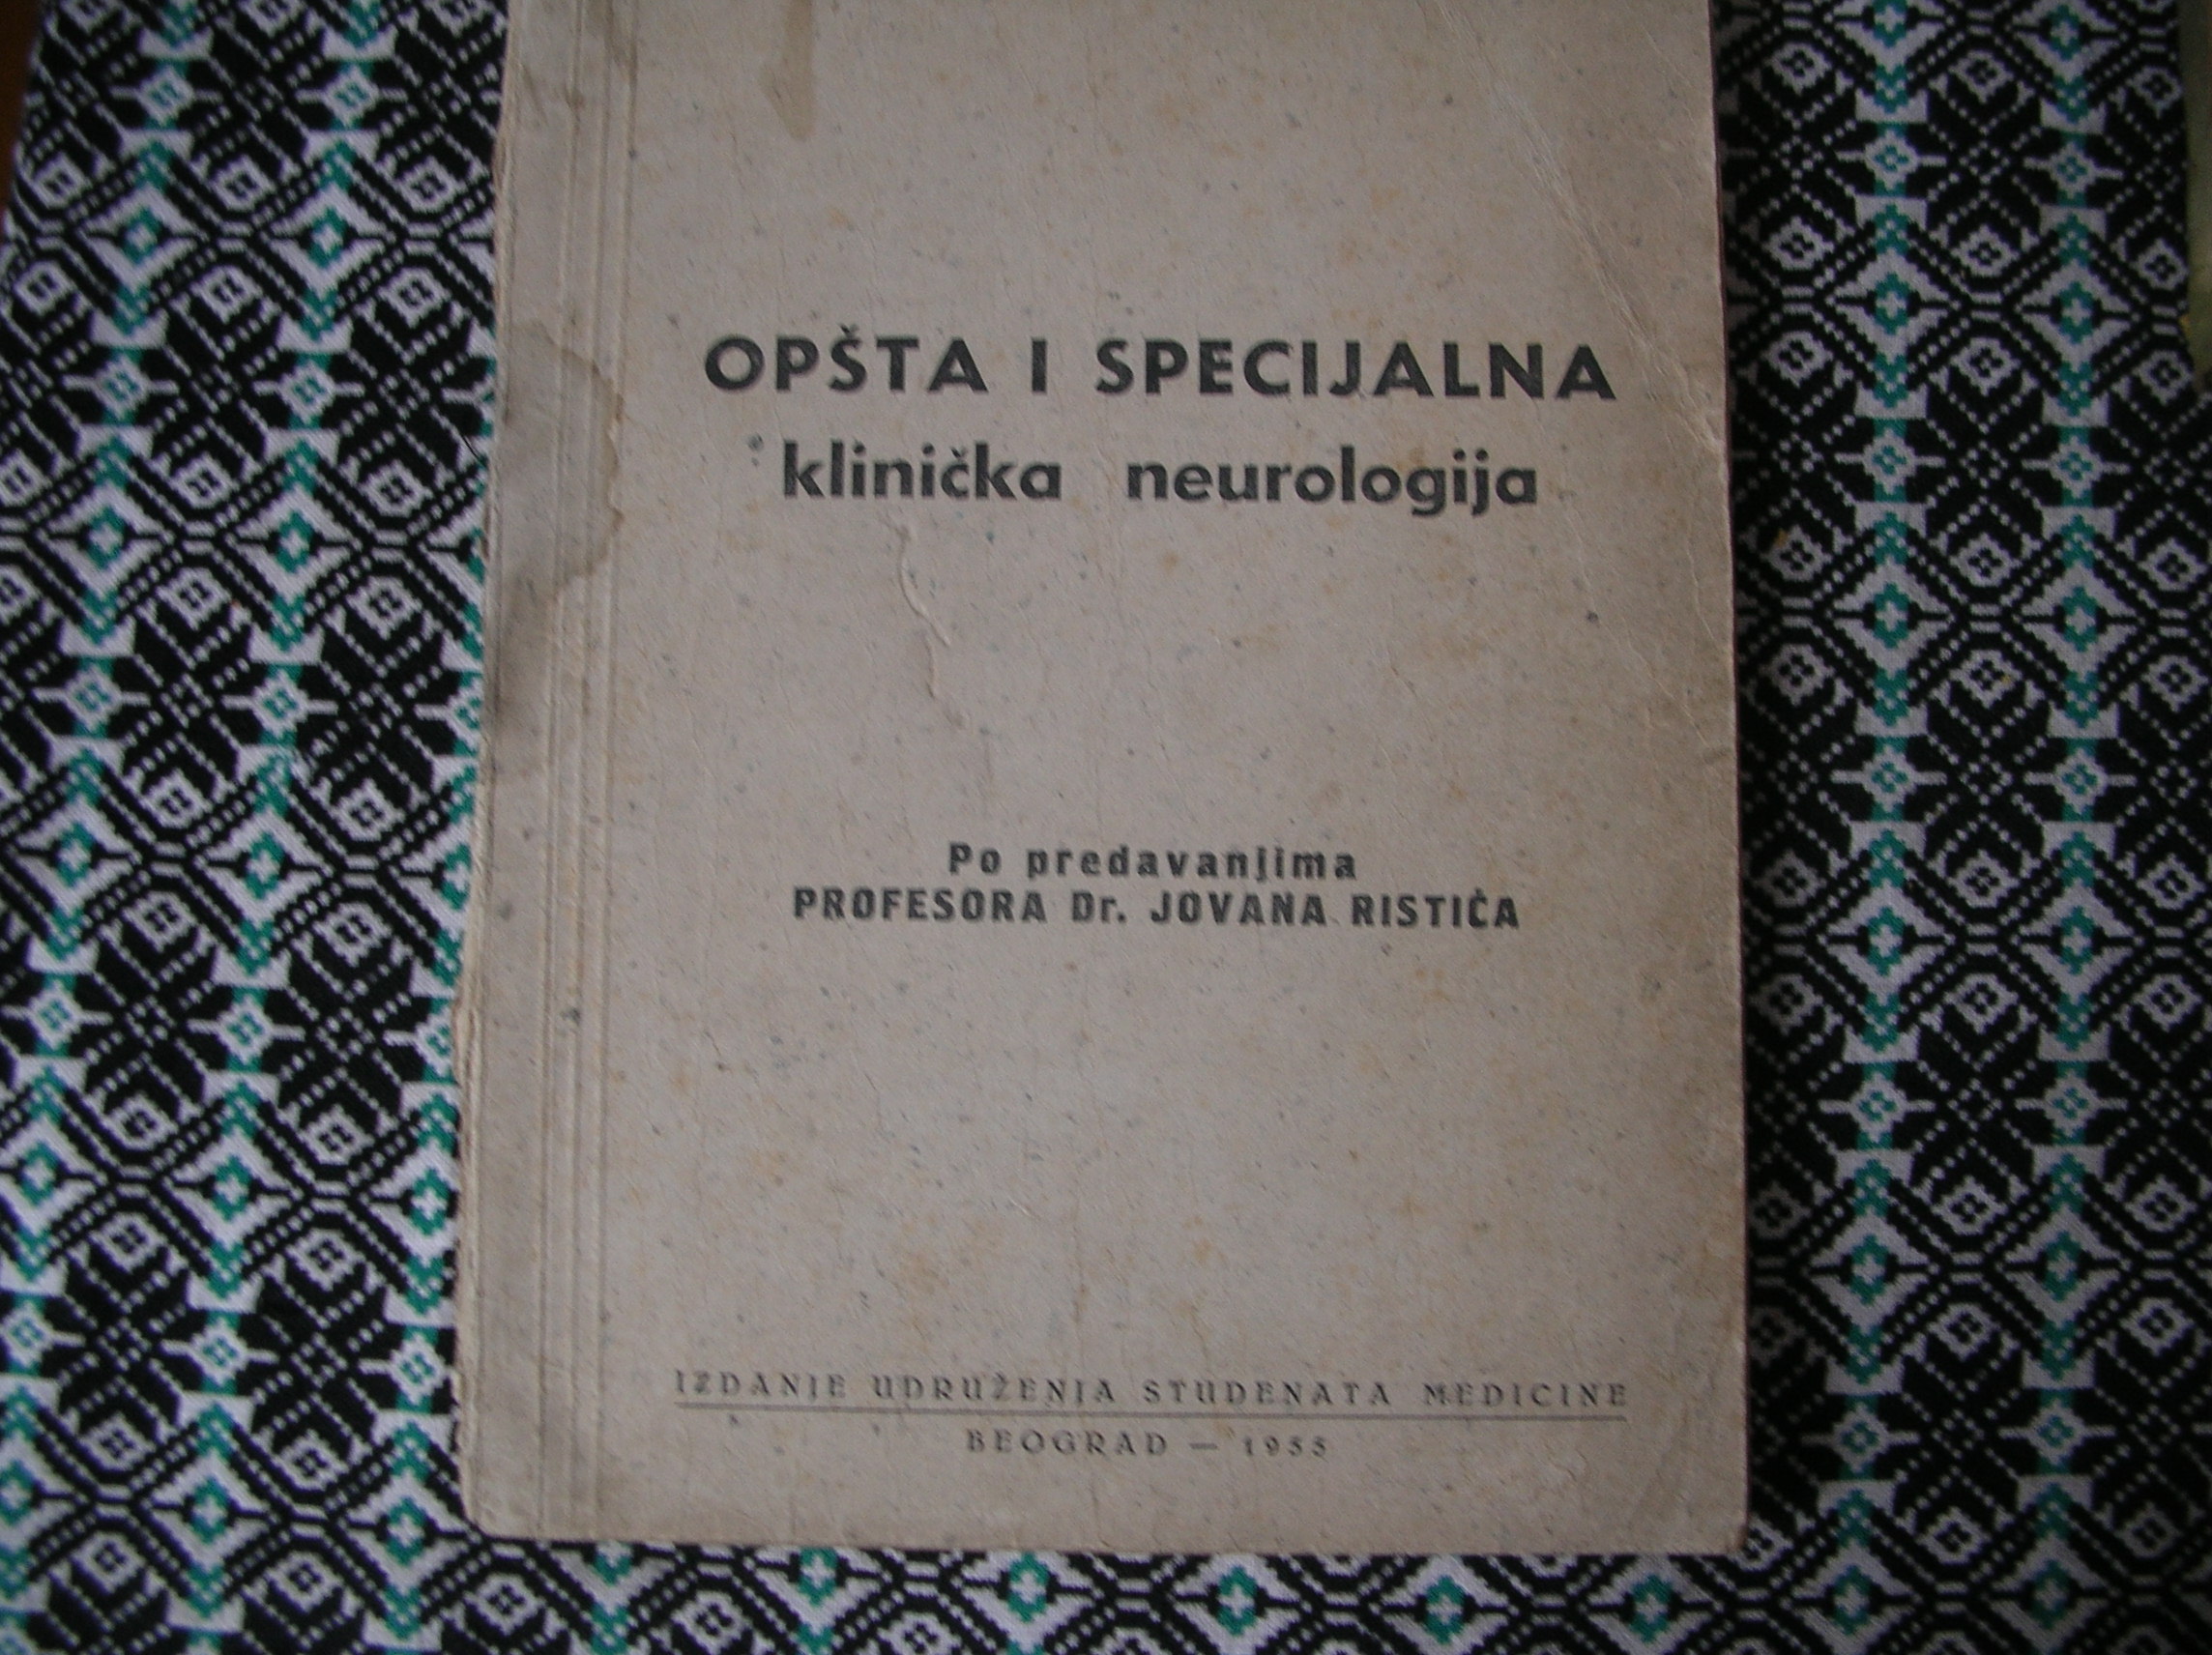 OPŠTA I SPECIJALNA
klinička neurologija
Po predavanjima
PROFESORA Dr. JOVANA RISTIĆA
IZDANJE UDRUŽENJA STUDENATA MEDICINE
BEOGRAD — 1955